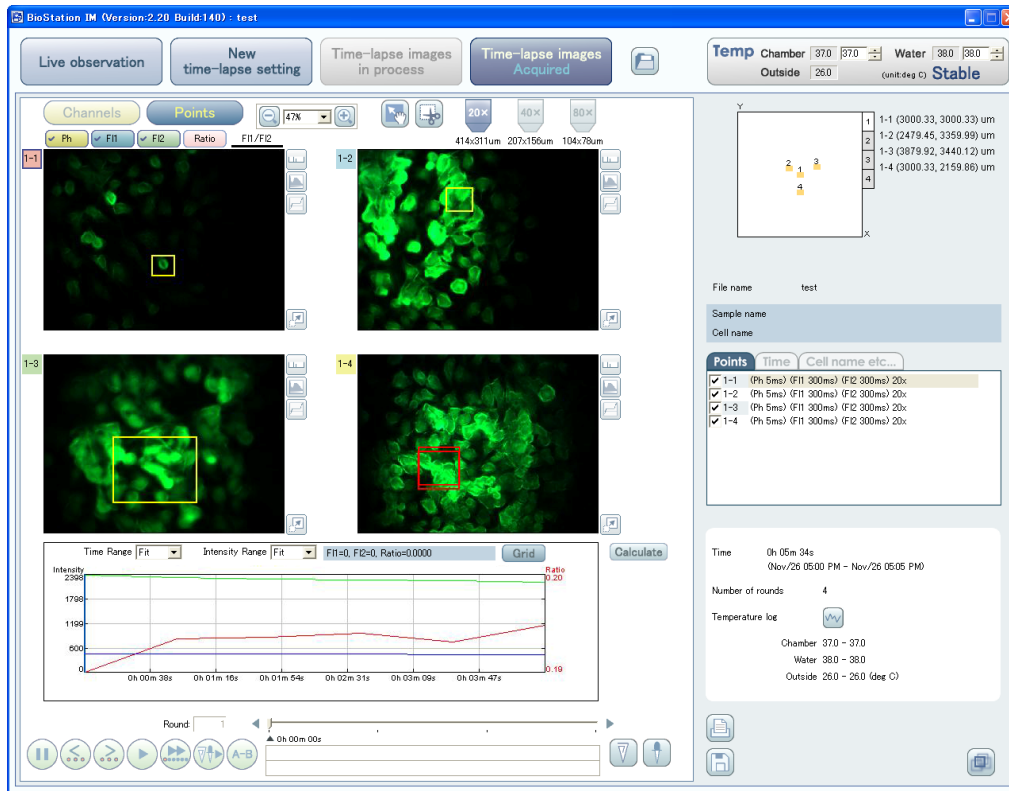 BioStation IM (Version:2.20 Build:140) : test
Live observation
New
time-lapse setting
Time-lapse images
in process
Time-lapse images
Acquired
Temp Chamber 37.0 37.0 Water 38.0 38.0
Outside 26.0 (unit:deg C) Stable
Channels
Points
47%
20×
40×
80×
414x311um 207x156um 104x78um
Ph
Fl1
Fl2
Ratio
Fl1/Fl2
1-1
1-2
1-3
1-4
Y
1
2
3
4
2
1
3
4
X
1-1 (3000.33, 3000.33) um
1-2 (2479.45, 3359.99) um
1-3 (3879.92, 3440.12) um
1-4 (3000.33, 2159.86) um
File name test
Sample name
Cell name
Points
Time
Cell name etc...
1-1 (Ph 5ms) (Fl1 300ms) (Fl2 300ms) 20x
1-2 (Ph 5ms) (Fl1 300ms) (Fl2 300ms) 20x
1-3 (Ph 5ms) (Fl1 300ms) (Fl2 300ms) 20x
1-4 (Ph 5ms) (Fl1 300ms) (Fl2 300ms) 20x
Time Range Fit
Intensity Range Fit
Fl1=0, Fl2=0, Ratio=0.0000
Grid
Calculate
Intensity
2398
1798
1199
600
0
Ratio
0.20
0.19
0h 00m 38s 0h 01m 16s 0h 01m 54s 0h 02m 31s 0h 03m 09s 0h 03m 47s
Time 0h 05m 34s
(Nov/26 05:00 PM - Nov/26 05:05 PM)
Number of rounds 4
Temperature log
Chamber 37.0 - 37.0
Water 38.0 - 38.0
Outside 26.0 - 26.0 (deg C)
Round: 1
0h 00m 00s
A-B